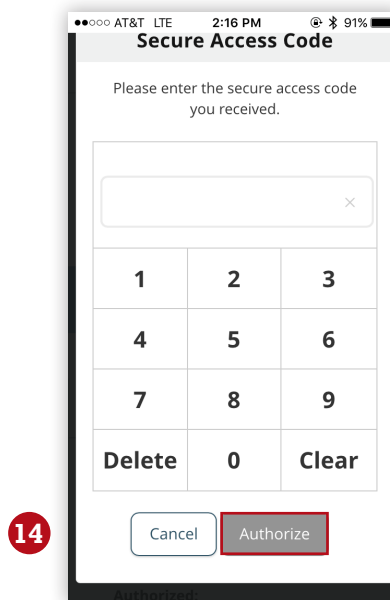 AT&T LTE 2:16 PM 91%
Secure Access Code
Please enter the secure access code
you received.
×
1 2 3
4 5 6
7 8 9
Delete 0 Clear
14 Cancel Authorize
Authorized: